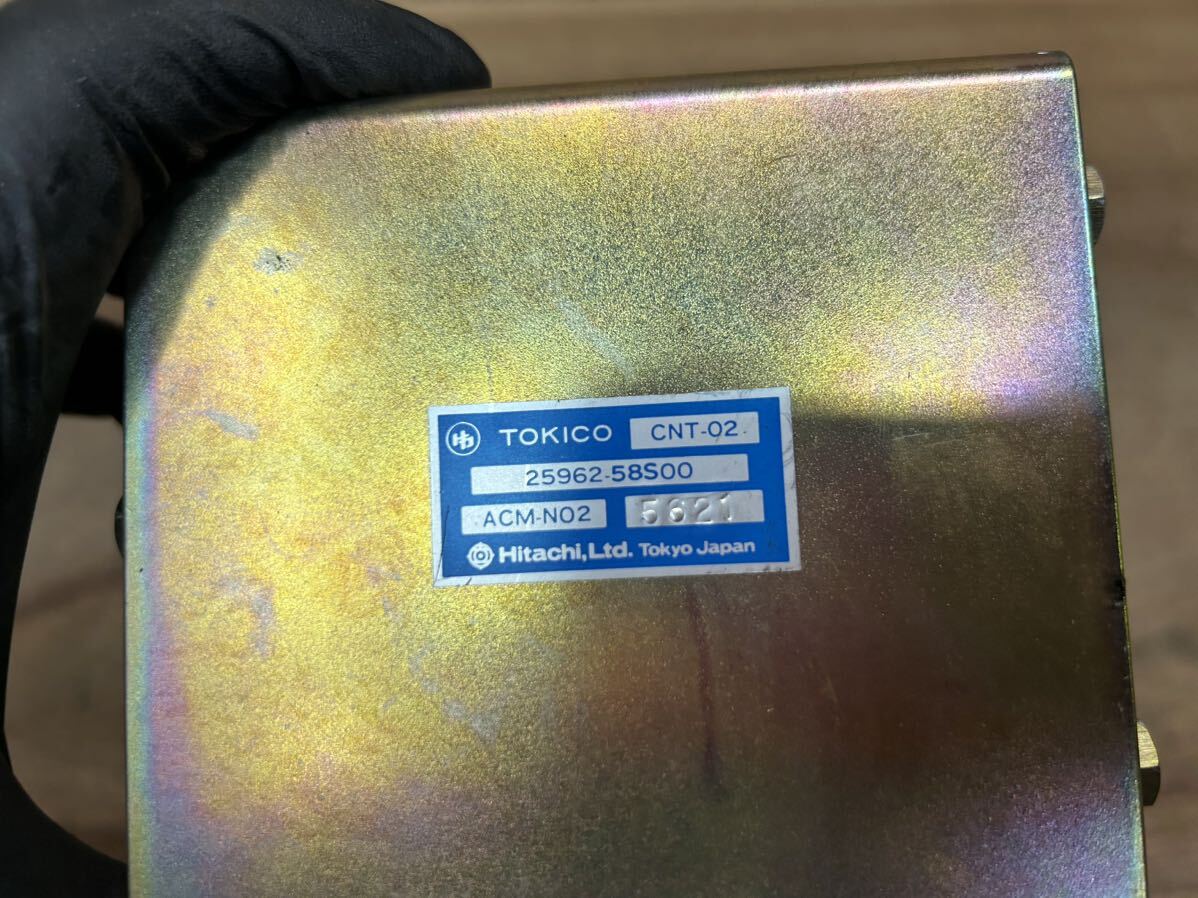 TOKICO CNT-02
25962-58S00
ACM-N02 5621
Hitachi,Ltd. Tokyo Japan